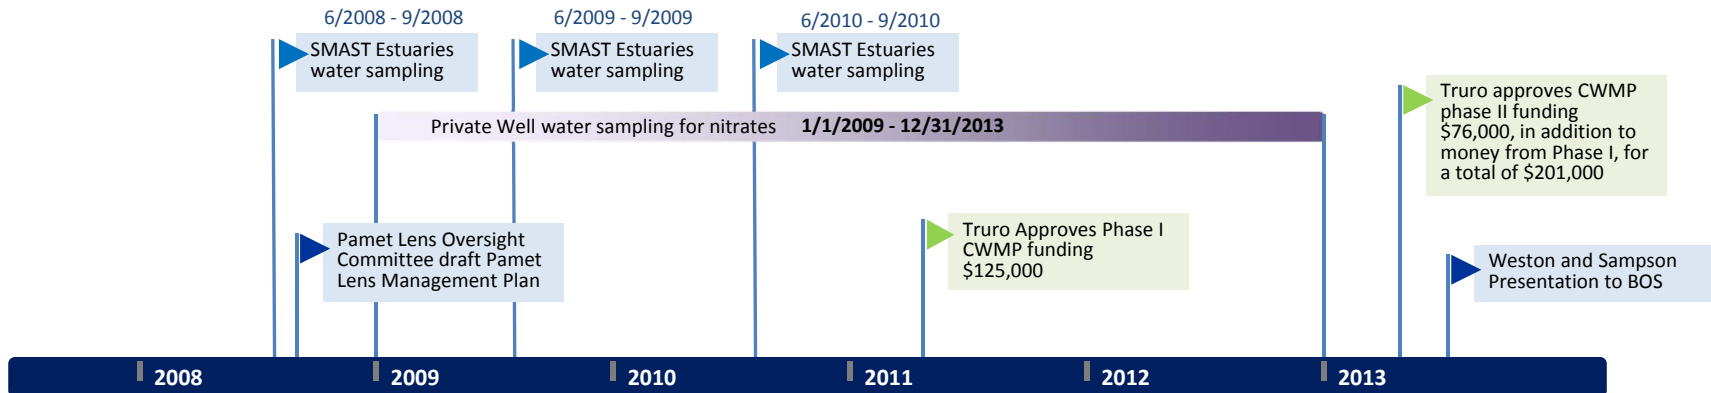 6/2008 - 9/2008
SMAST Estuaries
water sampling
6/2009 - 9/2009
SMAST Estuaries
water sampling
6/2010 - 9/2010
SMAST Estuaries
water sampling
Truro approves CWMP
phase II funding
$76,000, in addition to
money from Phase I, for
a total of $201,000
Private Well water sampling for nitrates 1/1/2009 - 12/31/2013
Pamet Lens Oversight
Committee draft Pamet
Lens Management Plan
Truro Approves Phase I
CWMP funding
$125,000
Weston and Sampson
Presentation to BOS
2008 2009 2010 2011 2012 2013